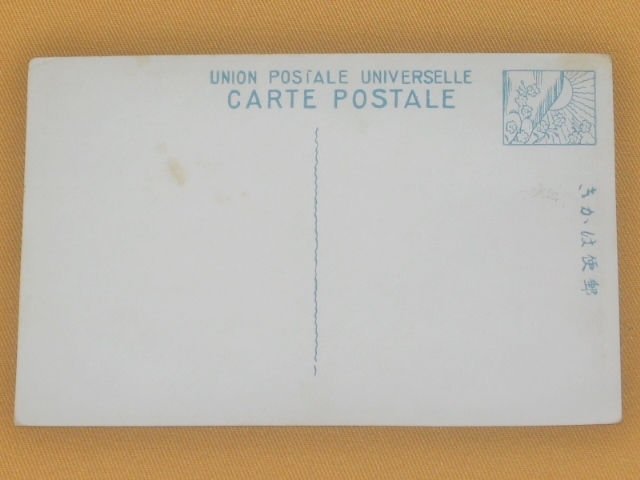 UNION POSTALE UNIVERSELLE
CARTE POSTALE
郵便はかき